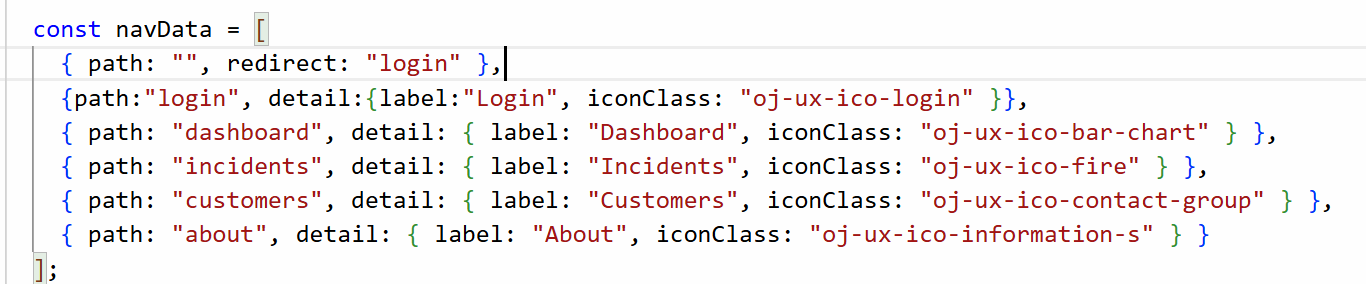 const navData = [
{ path: "", redirect: "login" },
{path:"login", detail:{label:"Login", iconClass: "oj-ux-ico-login" }},
{ path: "dashboard", detail: { label: "Dashboard", iconClass: "oj-ux-ico-bar-chart" } },
{ path: "incidents", detail: { label: "Incidents", iconClass: "oj-ux-ico-fire" } },
{ path: "customers", detail: { label: "Customers", iconClass: "oj-ux-ico-contact-group" } },
{ path: "about", detail: { label: "About", iconClass: "oj-ux-ico-information-s" } }
];